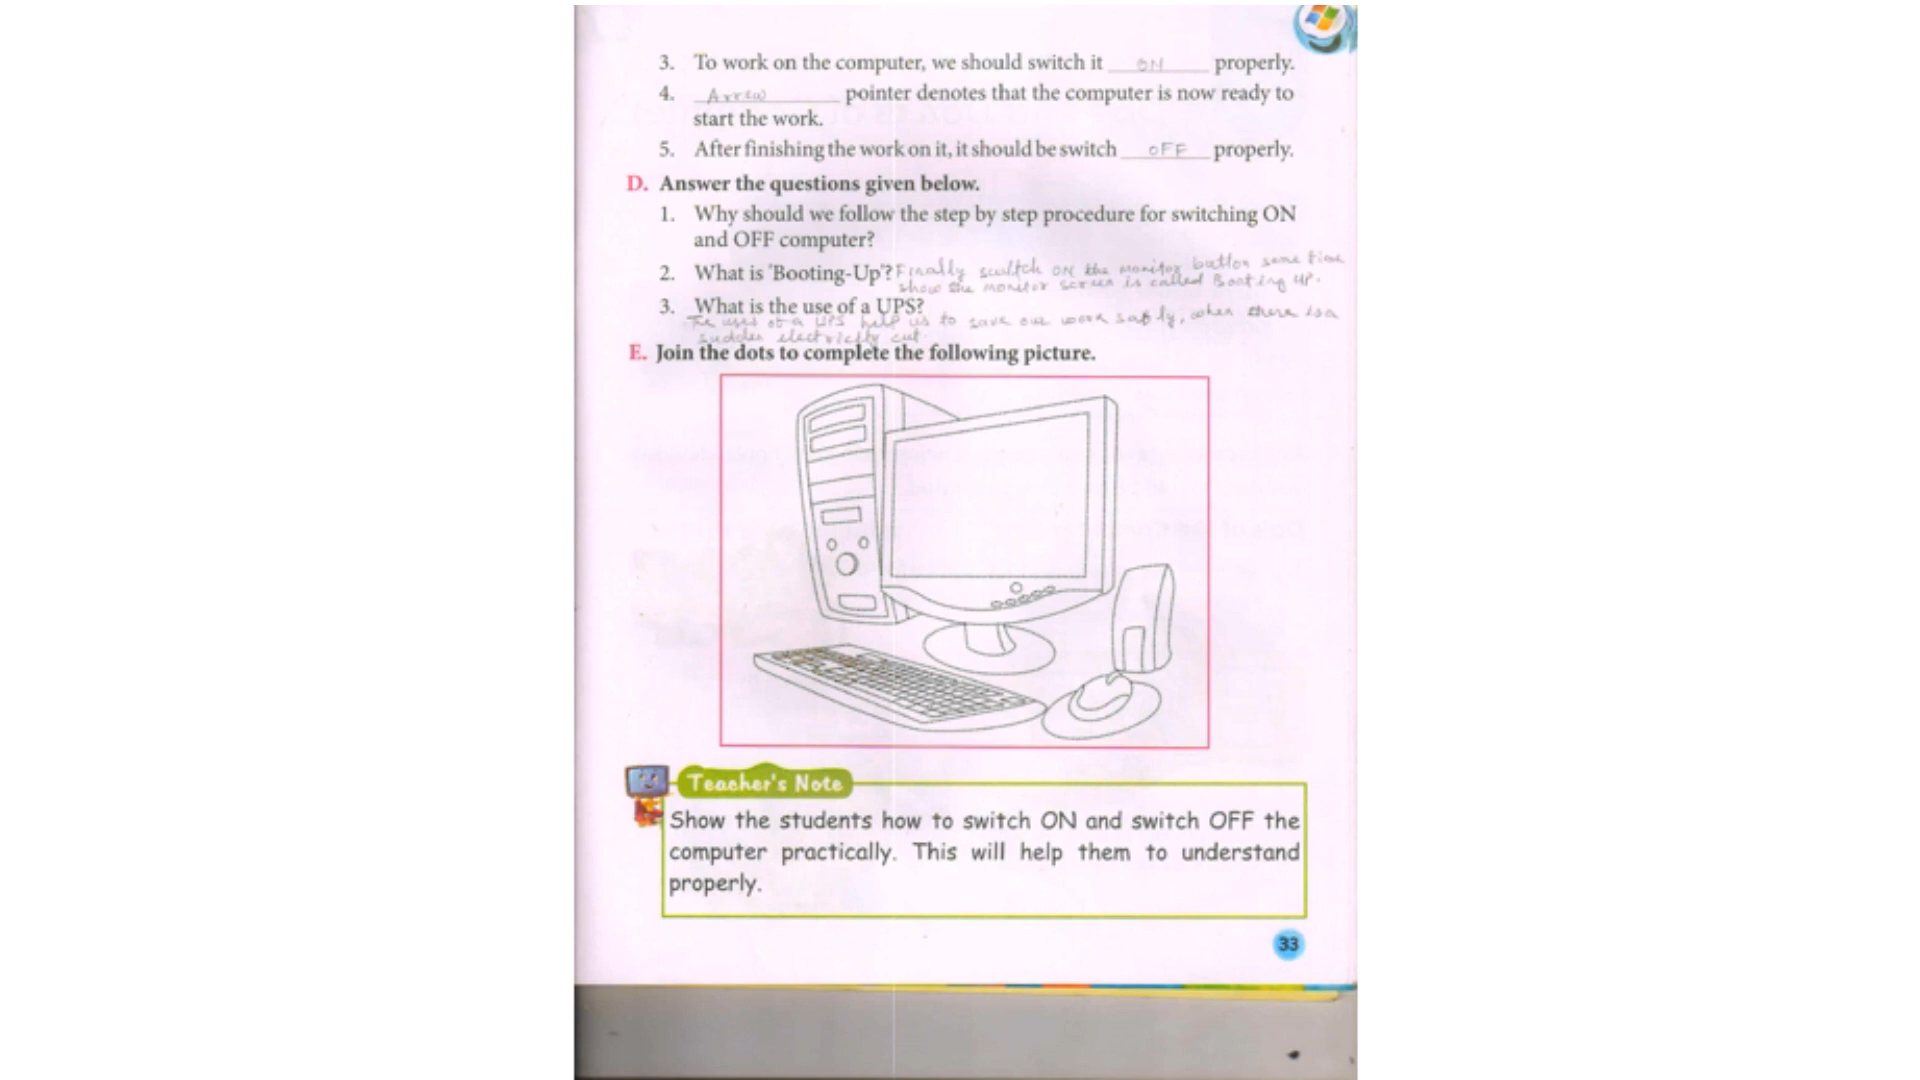 3. To work on the computer, we should switch it ON properly.
4. Arrow pointer denotes that the computer is now ready to
start the work.
5. After finishing the work on it, it should be switch OFF properly.
D. Answer the questions given below.
1. Why should we follow the step by step procedure for switching ON
and OFF computer?
2. What is 'Booting-Up'? Finally switch on the monitor button some time
show the monitor screen is called Booting up.
3. What is the use of a UPS?
The uses of a UPS help us to save our work safly, when there is a
sudden electricity cut
E. Join the dots to complete the following picture.
Teacher's Note
Show the students how to switch ON and switch OFF the
computer practically. This will help them to understand
properly.
33